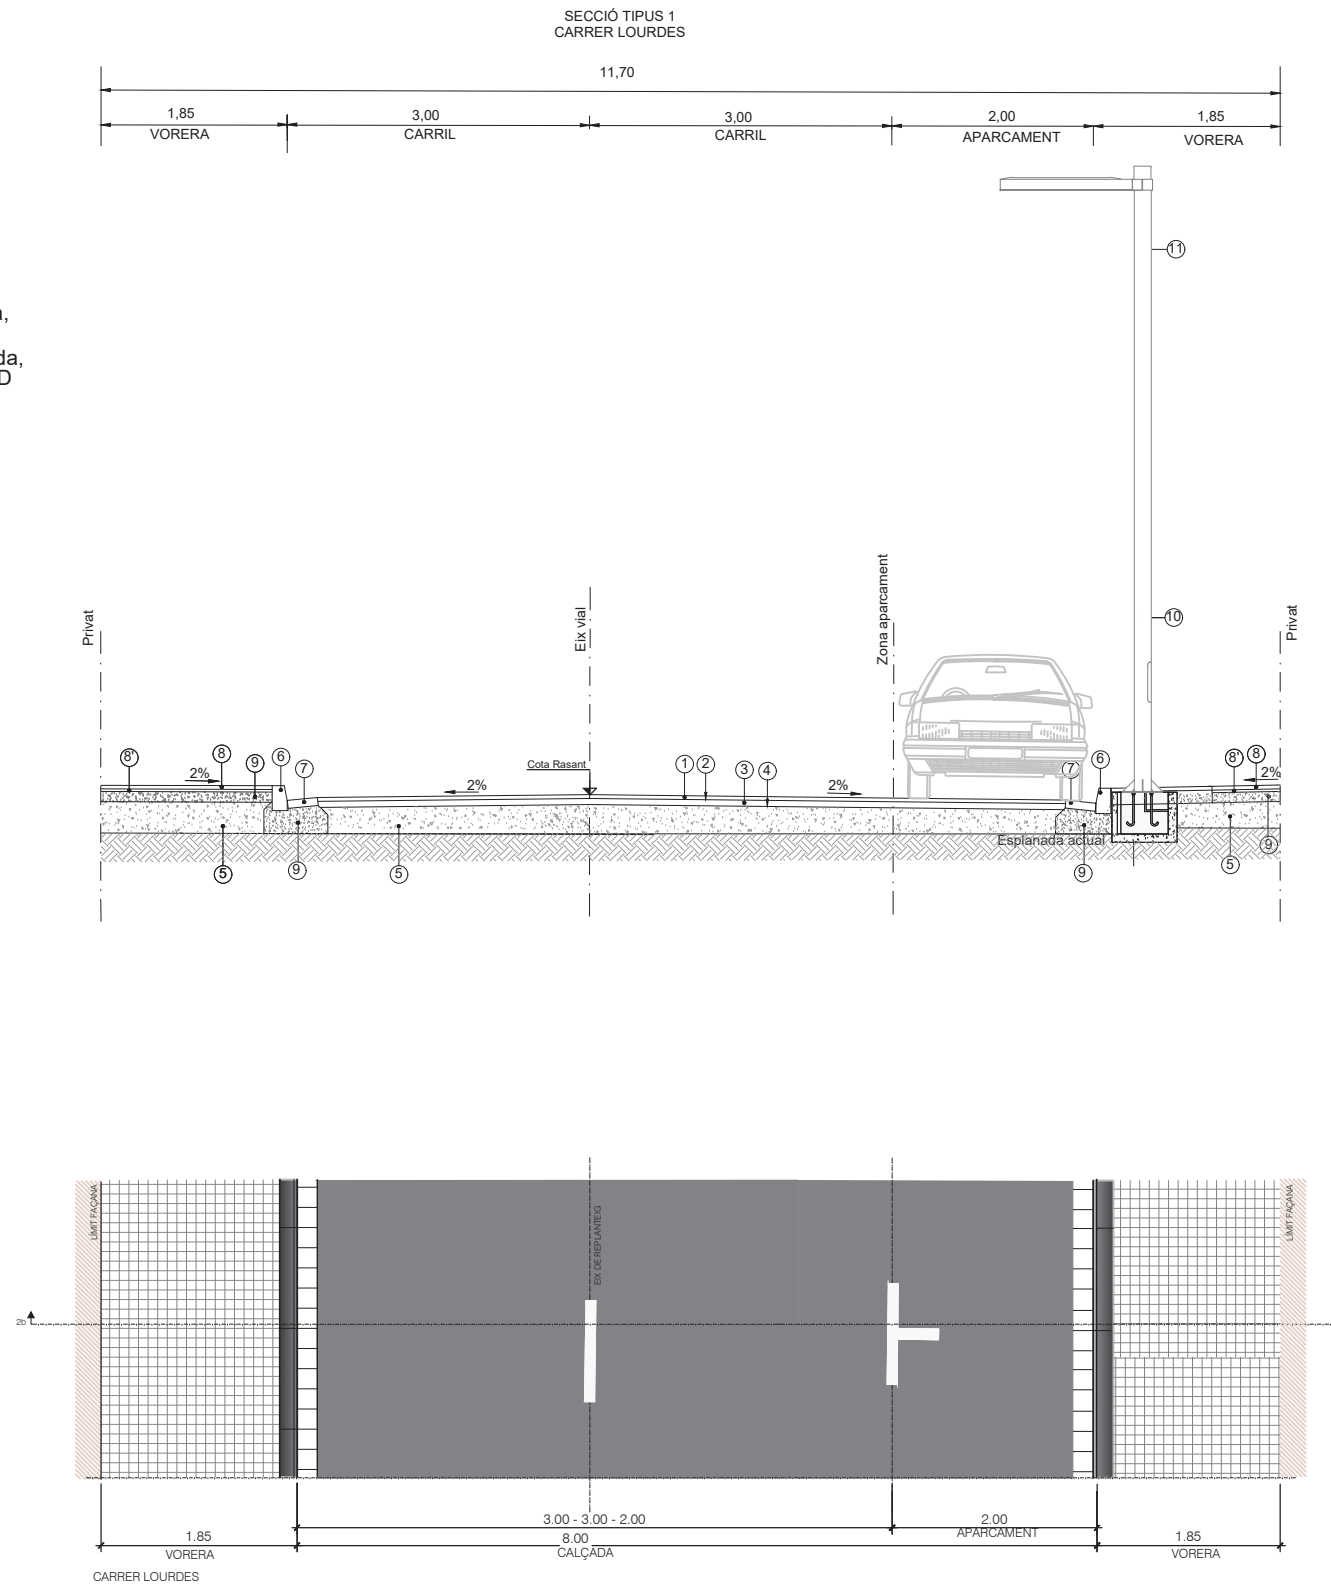 SECCIÓ TIPUS 1
CARRER LOURDES
11,70
1,85 3,00 3,00 2,00 1,85
VORERA CARRIL CARRIL APARCAMENT VORERA
11
a,
da,
D
10
Privat
Eix vial
Zona aparcament
Privat
8' 8 9 6 7
2%
2%
Cota Rasant
1 2 3 4
2%
7 6
8' 8
2%
Esplanada actual
5 9 5 9 5 9
LÍMIT FAÇANA
EIX DE REPLANTEIG
LÍMIT FAÇANA
2b
3.00 - 3.00 - 2.00
2.00
APARCAMENT
1.85
VORERA
8.00
CALÇADA
1.85
VORERA
CARRER LOURDES